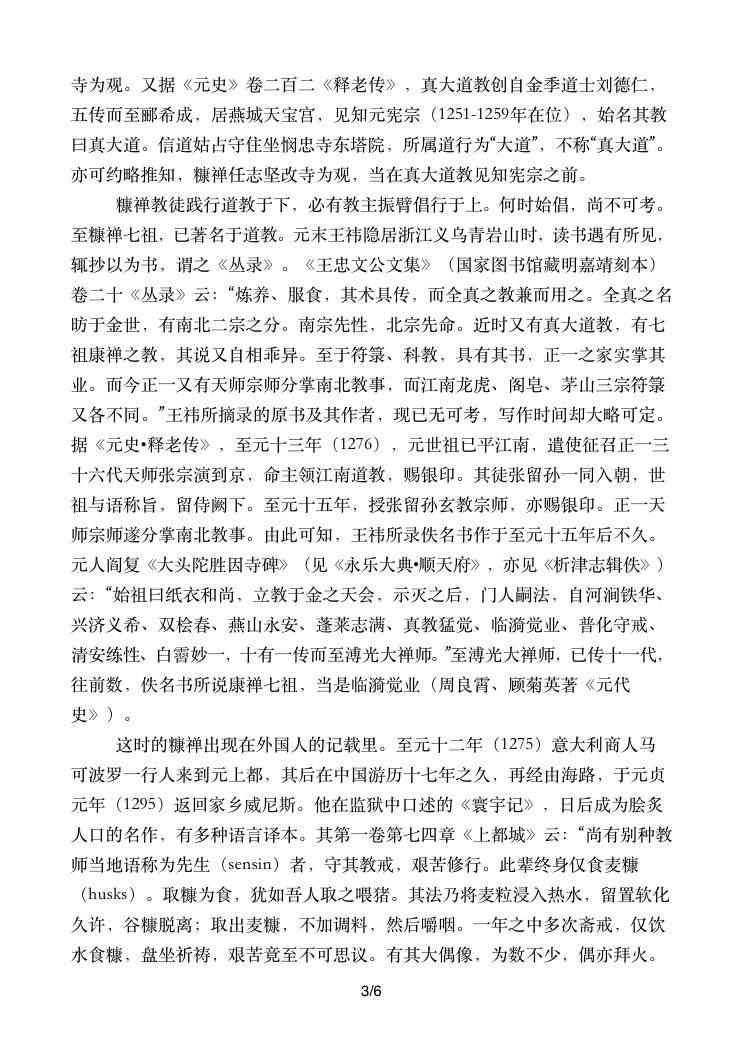 寺为观。又据《元史》卷二百二《释老传》，真大道教创自金季道士刘德仁，
五传而至郦希成，居燕城天宝宫，见知元宪宗（1251-1259年在位），始名其教
曰真大道。信道姑占守住坐悯忠寺东塔院，所属道行为“大道”，不称“真大道”。
亦可约略推知，糠禅任志坚改寺为观，当在真大道教见知宪宗之前。
糠禅教徒践行道教于下，必有教主振臂倡行于上。何时始倡，尚不可考。
至糠禅七祖，已著名于道教。元末王祎隐居浙江义乌青岩山时，读书遇有所见，
辄抄以为书，谓之《丛录》。《王忠文公文集》（国家图书馆藏明嘉靖刻本）
卷二十《丛录》云：“炼养、服食，其术具传，而全真之教兼而用之。全真之名
昉于金世，有南北二宗之分。南宗先性，北宗先命。近时又有真大道教，有七
祖康禅之教，其说又自相乖异。至于符箓、科教，具有其书，正一之家实掌其
业。而今正一又有天师宗师分掌南北教事，而江南龙虎、阁皂、茅山三宗符箓
又各不同。”王祎所摘录的原书及其作者，现已无可考，写作时间却大略可定。
据《元史•释老传》，至元十三年（1276），元世祖已平江南，遣使征召正一三
十六代天师张宗演到京，命主领江南道教，赐银印。其徒张留孙一同入朝，世
祖与语称旨，留侍阙下。至元十五年，授张留孙玄教宗师，亦赐银印。正一天
师宗师遂分掌南北教事。由此可知，王祎所录佚名书作于至元十五年后不久。
元人阎复《大头陀胜因寺碑》（见《永乐大典•顺天府》，亦见《析津志辑佚》）
云：“始祖曰纸衣和尚，立教于金之天会，示灭之后，门人嗣法，自河涧铁华、
兴济义希、双桧春、燕山永安、蓬莱志满、真教猛觉、临漪觉业、普化守戒、
清安练性、白霫妙一，十有一传而至溥光大禅师。”至溥光大禅师，已传十一代，
往前数，佚名书所说康禅七祖，当是临漪觉业（周良霄、顾菊英著《元代
史》）。
这时的糠禅出现在外国人的记载里。至元十二年（1275）意大利商人马
可波罗一行人来到元上都，其后在中国游历十七年之久，再经由海路，于元贞
元年（1295）返回家乡威尼斯。他在监狱中口述的《寰宇记》，日后成为脍炙
人口的名作，有多种语言译本。其第一卷第七四章《上都城》云：“尚有别种教
师当地语称为先生（sensin）者，守其教戒，艰苦修行。此辈终身仅食麦糠
（husks）。取糠为食，犹如吾人取之喂猪。其法乃将麦粒浸入热水，留置软化
久许，谷糠脱离；取出麦糠，不加调料，然后嚼咽。一年之中多次斋戒，仅饮
水食糠，盘坐祈祷，艰苦竟至不可思议。有其大偶像，为数不少，偶亦拜火。
3/6